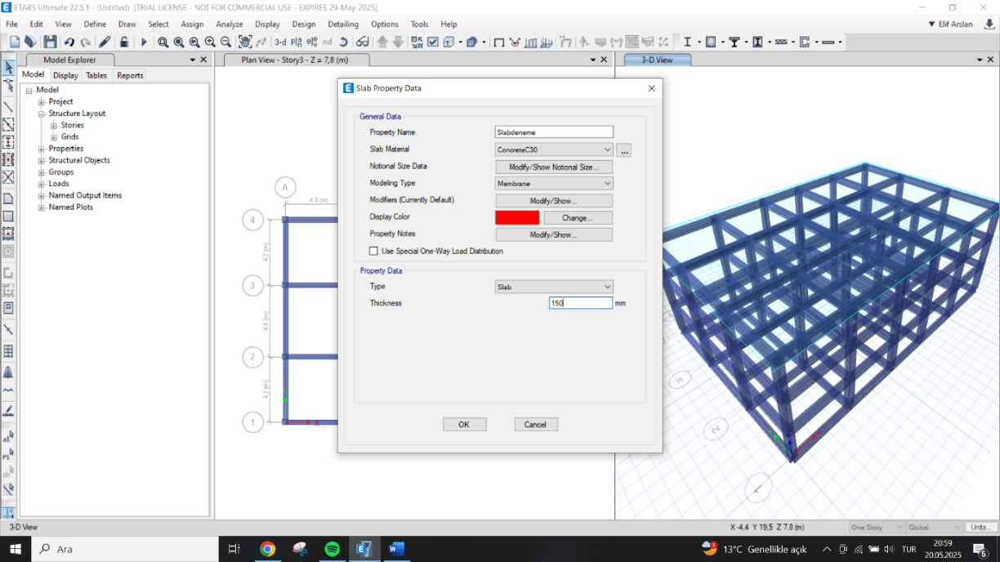 ETABS Ultimate 22.5.1 - (Untitled) [TRIAL LICENSE - NOT FOR COMMERCIAL USE - EXPIRES 29-May-2025]
File Edit View Define Draw Select Assign Analyze Display Design Detailing Options Tools Help Elif Arslan
3-d nd
Model Explorer
Model Display Tables Reports
Model
Project
Structure Layout
Stories
Grids
Properties
Structural Objects
Groups
Loads
Named Output Items
Named Plots
all
PS
clr
Plan View - Story3 - Z = 7,8 (m)
A
4.3 (m)
4
4.2 (m)
3
4.8 (m)
2
4.2 (m)
1
X
Slab Property Data
General Data
Property Name Slabdeneme
Slab Material ConcreteC30 ...
Notional Size Data Modify/Show Notional Size...
Modeling Type Membrane
Modifiers (Currently Default) Modify/Show...
Display Color Change...
Property Notes Modify/Show...
Use Special One-Way Load Distribution
Property Data
Type Slab
Thickness 150 mm
OK Cancel
3-D View
3
2
1
3-D View X -4,4 Y 19,5 Z 7,8 (m) One Story Global Units...
Ara 13°C Genellikle açık TUR 20:59 20.05.2025 6